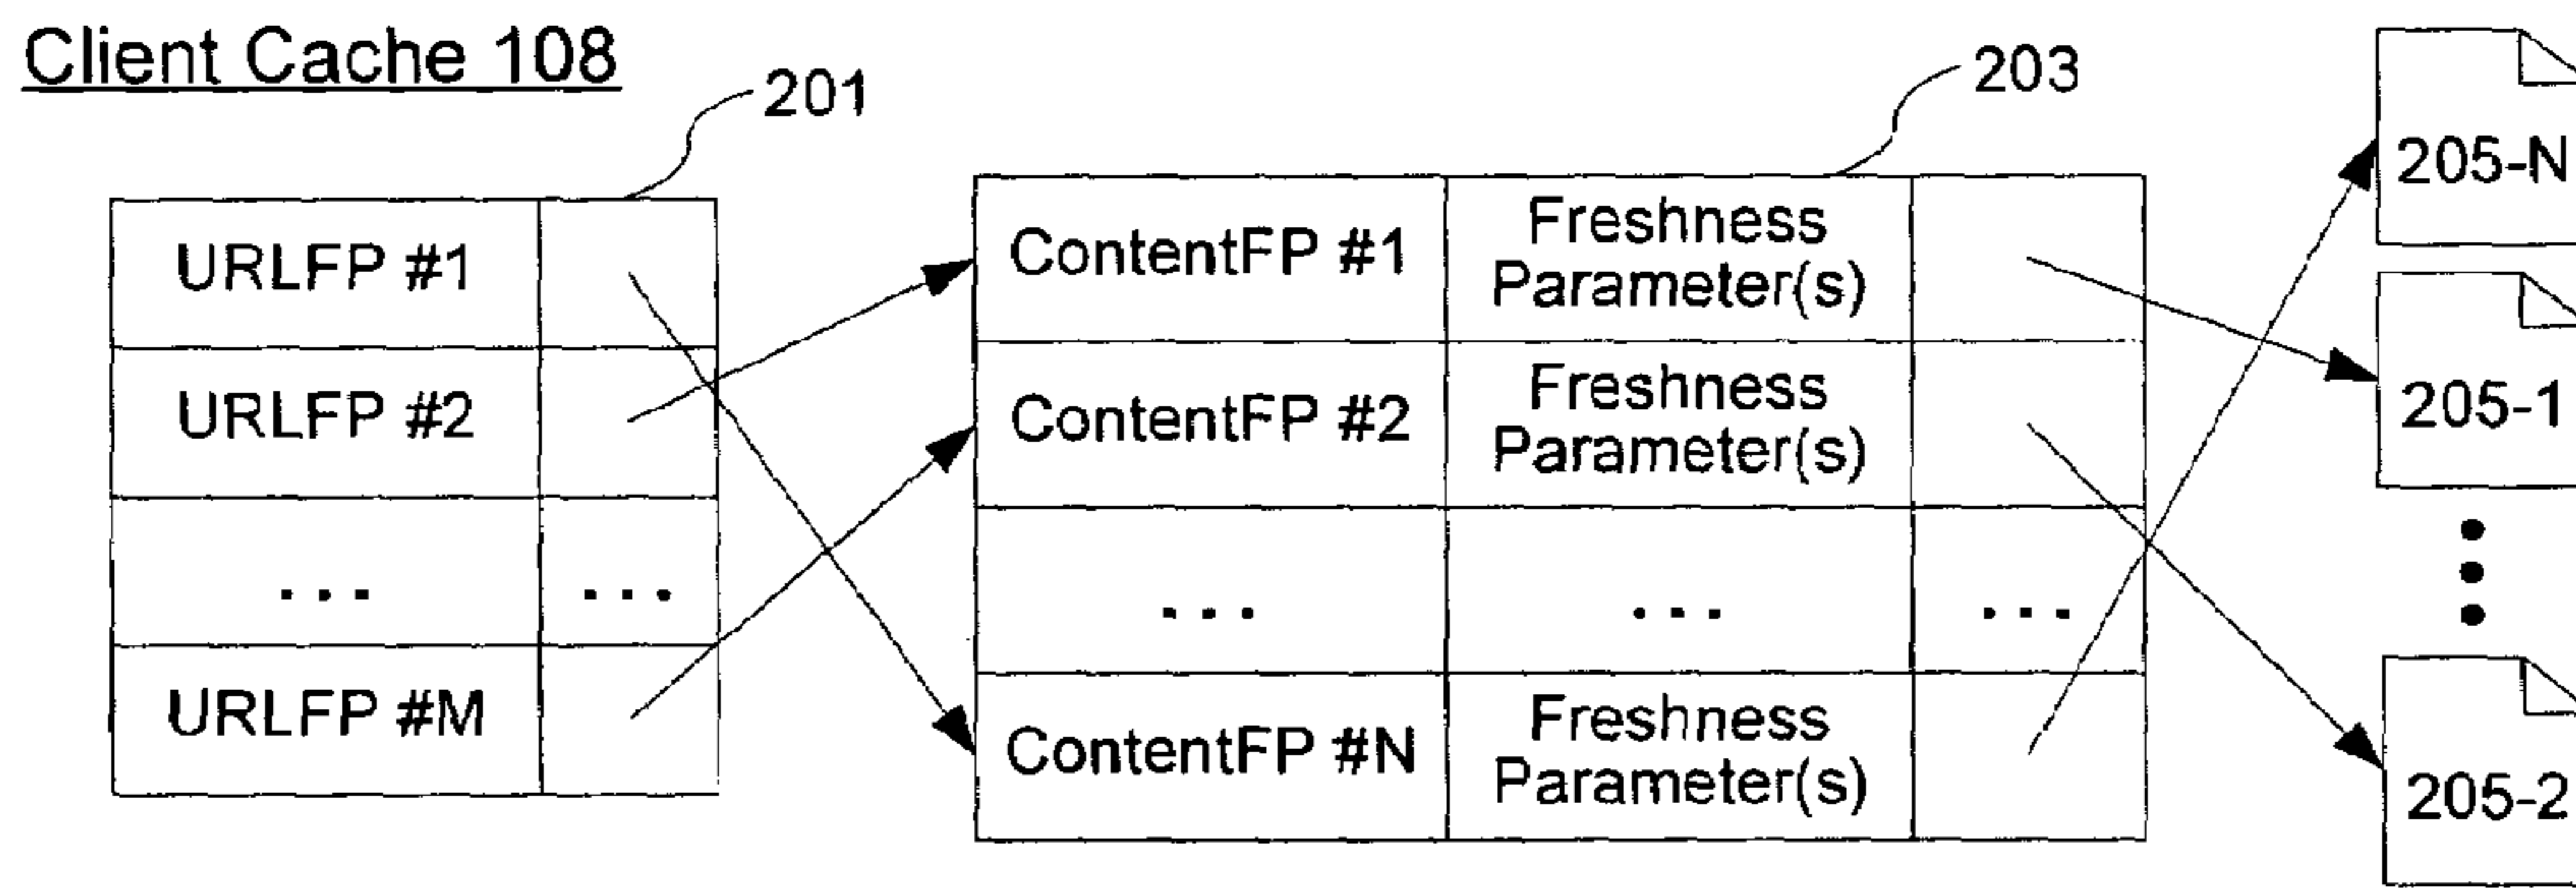 Client Cache 108
201
203
URLFP #1
URLFP #2
... ...
URLFP #M
ContentFP #1 Freshness Parameter(s)
ContentFP #2 Freshness Parameter(s)
... ... ...
ContentFP #N Freshness Parameter(s)
205-N
205-1
205-2